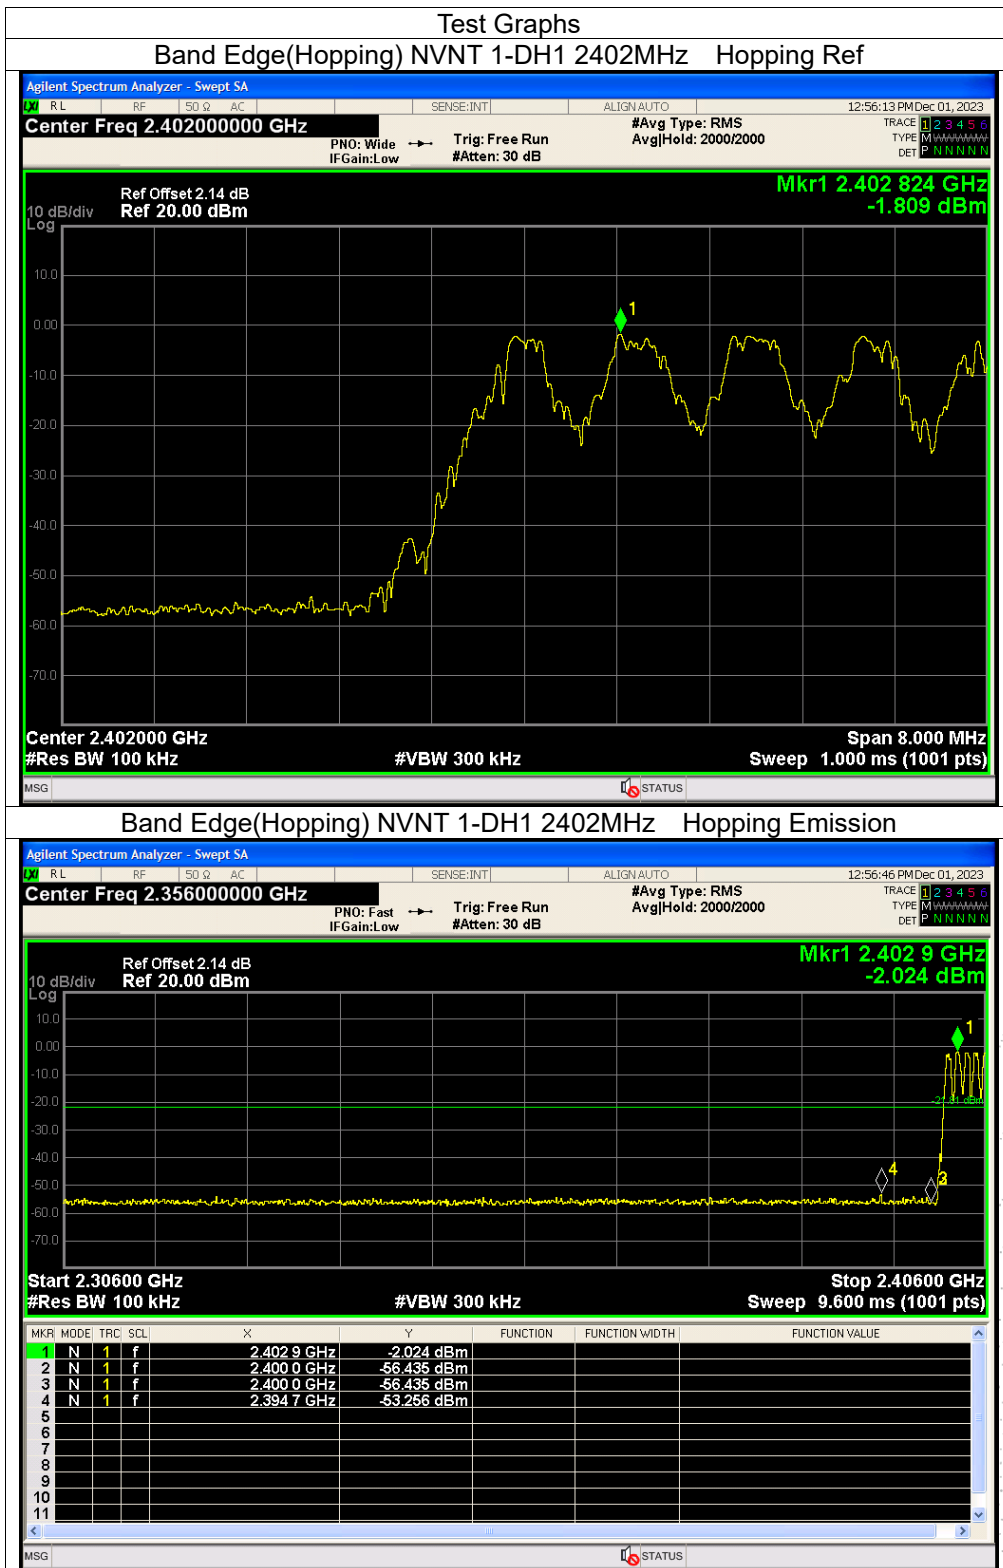 Test Graphs
Band Edge(Hopping) NVNT 1-DH1 2402MHz Hopping Ref
Agilent Spectrum Analyzer - Swept SA
LXI RL RF 50 Ω AC SENSE:INT ALIGN AUTO 12:56:13 PM Dec 01, 2023
Center Freq 2.402000000 GHz #Avg Type: RMS TRACE 1 2 3 4 5 6
PNO: Wide Trig: Free Run Avg|Hold: 2000/2000 TYPE M W W W W W
IFGain:Low #Atten: 30 dB DET P N N N N N
Mkr1 2.402 824 GHz
Ref Offset 2.14 dB
-1.809 dBm
10 dB/div Ref 20.00 dBm
Log
10.0
1
0.00
-10.0
-20.0
-30.0
-40.0
-50.0
-60.0
-70.0
Center 2.402000 GHz Span 8.000 MHz
#Res BW 100 kHz #VBW 300 kHz Sweep 1.000 ms (1001 pts)
MSG STATUS
Band Edge(Hopping) NVNT 1-DH1 2402MHz Hopping Emission
Agilent Spectrum Analyzer - Swept SA
LXI RL RF 50 Ω AC SENSE:INT ALIGN AUTO 12:56:46 PM Dec 01, 2023
Center Freq 2.356000000 GHz #Avg Type: RMS TRACE 1 2 3 4 5 6
PNO: Fast Trig: Free Run Avg|Hold: 2000/2000 TYPE M W W W W W
IFGain:Low #Atten: 30 dB DET P N N N N N
Mkr1 2.402 9 GHz
Ref Offset 2.14 dB
-2.024 dBm
10 dB/div Ref 20.00 dBm
Log
10.0
1
0.00
-10.0
-20.0
-21.81 dBm
-30.0
-40.0
4
3
-50.0
-60.0
-70.0
Start 2.30600 GHz Stop 2.40600 GHz
#Res BW 100 kHz #VBW 300 kHz Sweep 9.600 ms (1001 pts)
MKR MODE TRC SCL X Y FUNCTION FUNCTION WIDTH FUNCTION VALUE
1 N 1 f 2.402 9 GHz -2.024 dBm
2 N 1 f 2.400 0 GHz -56.435 dBm
3 N 1 f 2.400 0 GHz -56.435 dBm
4 N 1 f 2.394 7 GHz -53.256 dBm
5
6
7
8
9
10
11
MSG STATUS